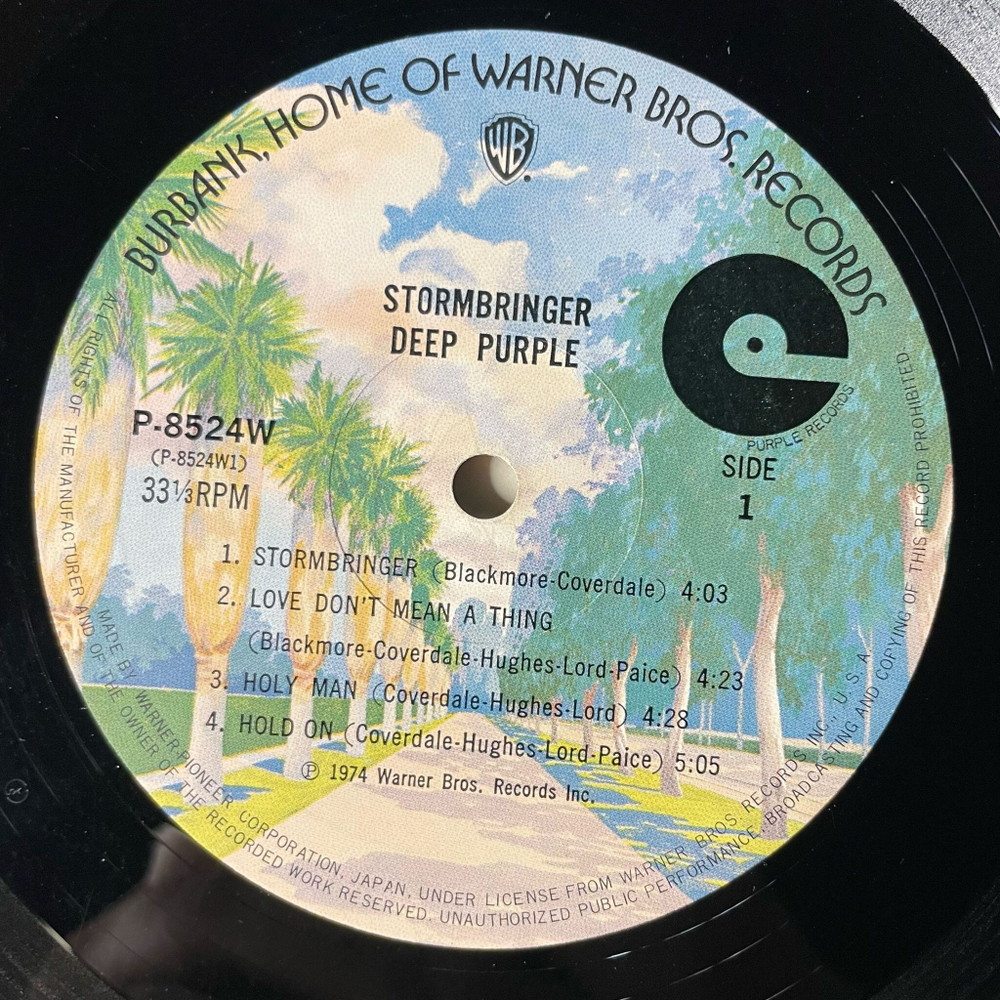 BURBANK, HOME OF WARNER BROS. RECORDS
WB
STORMBRINGER
DEEP PURPLE
PURPLE RECORDS
P-8524W
(P-8524W1)
33⅓RPM
SIDE
1
1. STORMBRINGER (Blackmore-Coverdale) 4:03
2. LOVE DON'T MEAN A THING
(Blackmore-Coverdale-Hughes-Lord-Paice) 4:23
3. HOLY MAN (Coverdale-Hughes-Lord) 4:28
4. HOLD ON (Coverdale-Hughes-Lord-Paice) 5:05
Ⓟ 1974 Warner Bros. Records Inc.
MADE BY WARNER-PIONEER CORPORATION, JAPAN, UNDER LICENSE FROM WARNER BROS. RECORDS INC., U.S.A.
ALL RIGHTS OF THE MANUFACTURER AND OF THE OWNER OF THE RECORDED WORK RESERVED. UNAUTHORIZED PUBLIC PERFORMANCE, BROADCASTING AND COPYING OF THIS RECORD PROHIBITED.